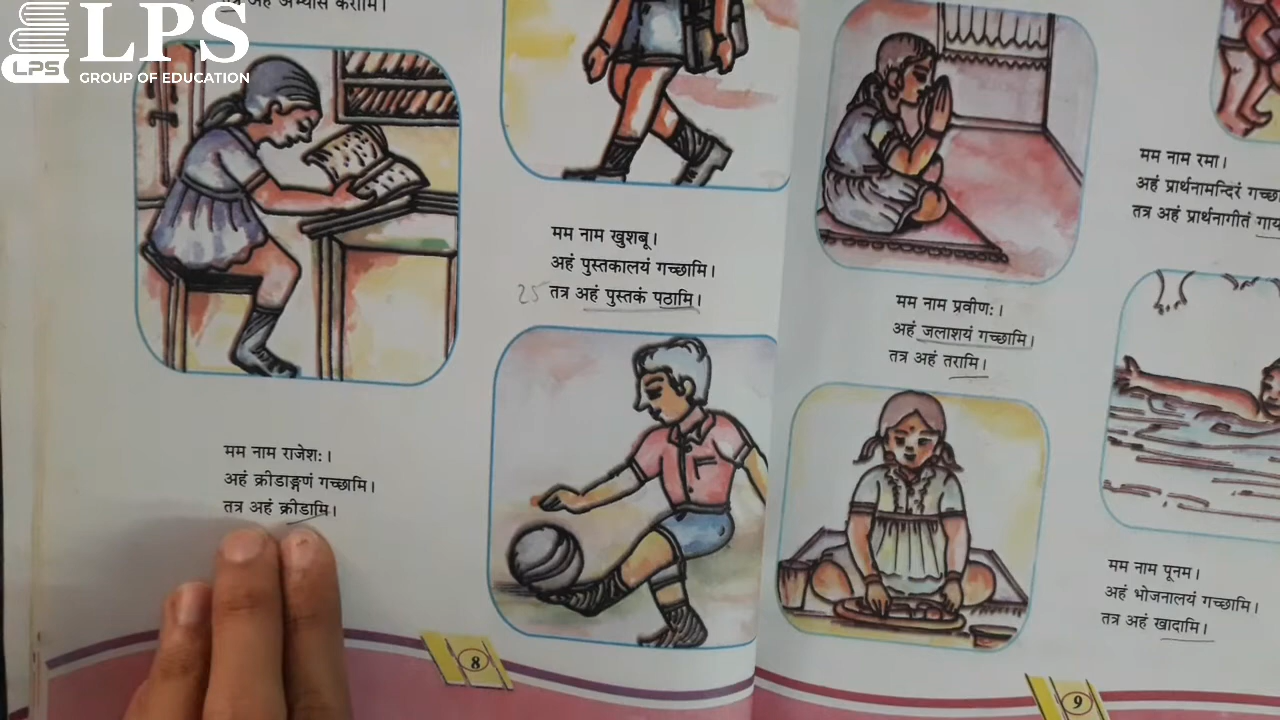 LPS
LPS
GROUP OF EDUCATION
तत्र अहं अभ्यासं करोमि।
मम नाम खुशबू।
अहं पुस्तकालयं गच्छामि।
25 तत्र अहं पुस्तकं पठामि।
मम नाम राजेशः।
अहं क्रीडाङ्गणं गच्छामि।
तत्र अहं क्रीडामि।
8
मम नाम रमा।
अहं प्रार्थनामन्दिरं
तत्र अहं प्रार्थनागीतं
मम नाम प्रवीणः।
अहं जलाशयं गच्छामि।
तत्र अहं तरामि।
मम नाम पूनम।
अहं भोजनालयं गच्छामि।
तत्र अहं खादामि।
9